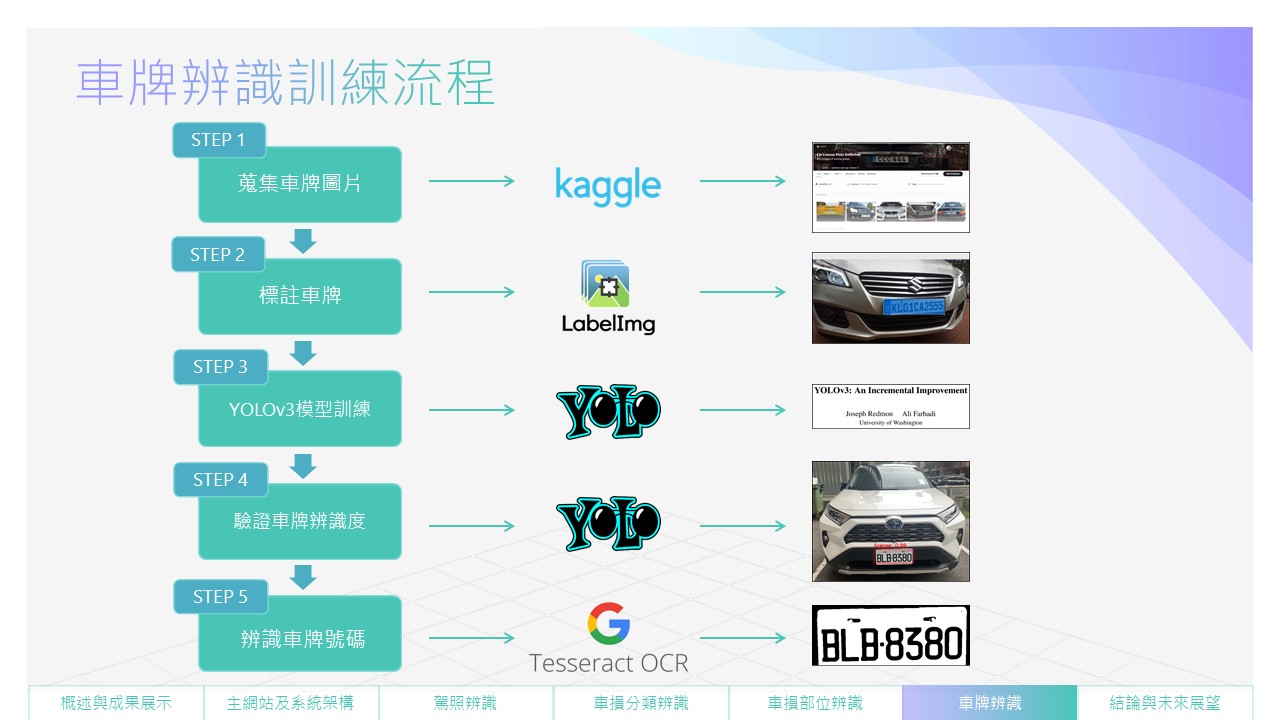 車牌辨識訓練流程
STEP 1
蒐集車牌圖片
kaggle
STEP 2
標註車牌
LabelImg
KL01CA2555
STEP 3
YOLOv3模型訓練
YOLO
YOLOv3: An Incremental Improvement
Joseph Redmon Ali Farhadi
University of Washington
STEP 4
驗證車牌辨識度
YOLO
BLB·8380
STEP 5
辨識車牌號碼
G
Tesseract OCR
BLB·8380
概述與成果展示 主網站及系統架構 駕照辨識 車損分類辨識 車損部位辨識 車牌辨識 結論與未來展望